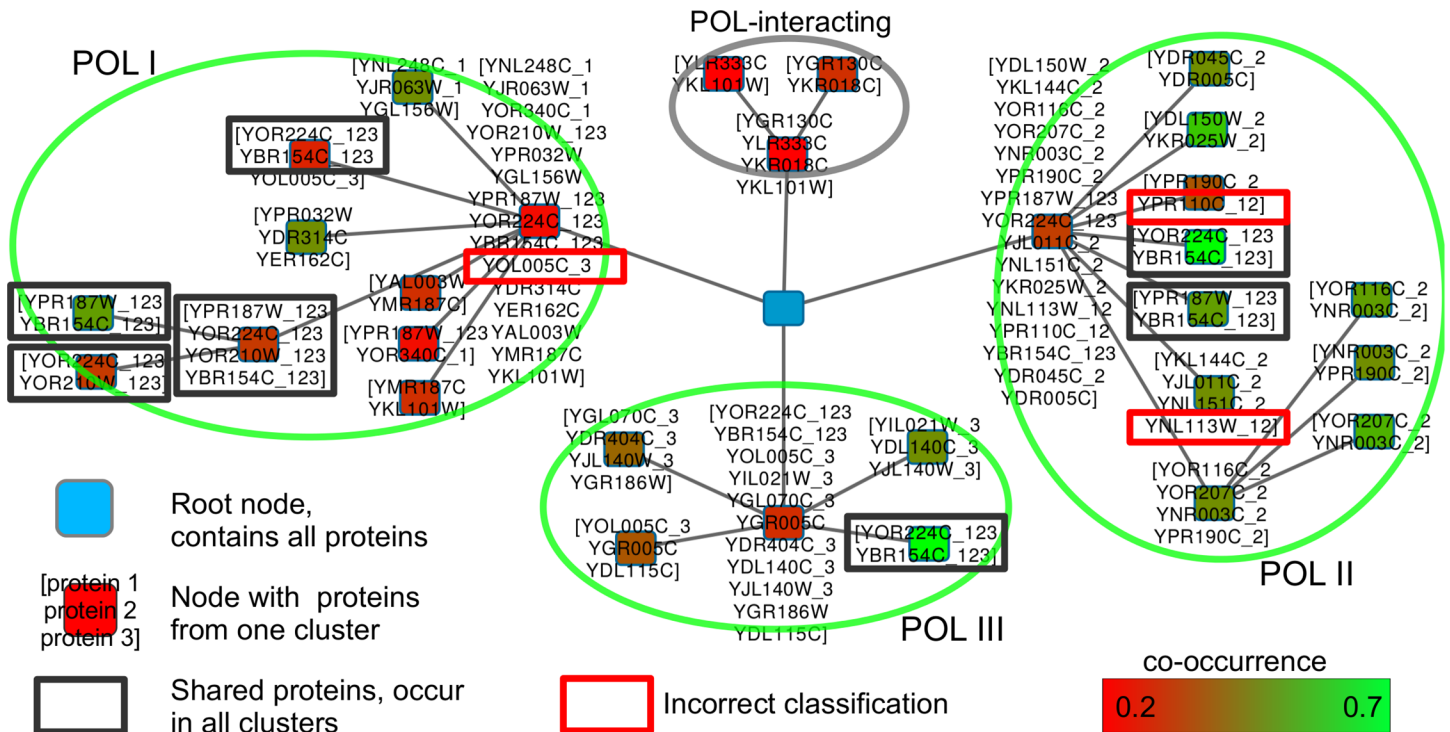 POL-interacting
POL I
[YNL248C_1
YJR063W_1
YGL156W]
[YNL248C_1
YJR063W_1
YOR340C_1
YOR210W_123
YPR032W
YGL156W
YPR187W_123
YOR224C_123
YBR154C_123
YOL005C_3
YDR314C
YER162C
YAL003W
YMR187C
YKL101W]
[YOR224C_123
YBR154C_123
YOL005C_3]
[YPR032W
YDR314C
YER162C]
[YPR187W_123
YBR154C_123]
[YOR224C_123
YOR210W_123]
[YPR187W_123
YOR224C_123
YOR210W_123
YBR154C_123]
[YAL003W
YMR187C]
[YPR187W_123
YOR340C_1]
[YMR187C
YKL101W]
[YLR333C
YKL101W]
[YGR130C
YKR018C]
[YGR130C
YLR333C
YKR018C
YKL101W]
[YDL150W_2
YKL144C_2
YOR116C_2
YOR207C_2
YNR003C_2
YPR190C_2
YPR187W_123
YOR224C_123
YJL011C_2
YNL151C_2
YKR025W_2
YNL113W_12
YPR110C_12
YBR154C_123
YDR045C_2
YDR005C]
[YDR045C_2
YDR005C]
[YDL150W_2
YKR025W_2]
[YPR190C_2
YPR110C_12]
[YOR224C_123
YBR154C_123]
[YPR187W_123
YBR154C_123]
[YKL144C_2
YJL011C_2
YNL151C_2
YNL113W_12]
[YOR116C_2
YOR207C_2
YNR003C_2
YPR190C_2]
[YOR116C_2
YNR003C_2]
[YNR003C_2
YPR190C_2]
[YOR207C_2
YNR003C_2]
POL II
[YGL070C_3
YDR404C_3
YJL140W_3
YGR186W]
[YOL005C_3
YGR005C
YDL115C]
[YOR224C_123
YBR154C_123
YOL005C_3
YIL021W_3
YGL070C_3
YGR005C
YDR404C_3
YDL140C_3
YJL140W_3
YGR186W
YDL115C]
[YIL021W_3
YDL140C_3
YJL140W_3]
[YOR224C_123
YBR154C_123]
POL III
Root node,
contains all proteins
[protein 1
protein 2
protein 3]
Node with proteins
from one cluster
Shared proteins, occur
in all clusters
Incorrect classification
co-occurrence
0.2
0.7